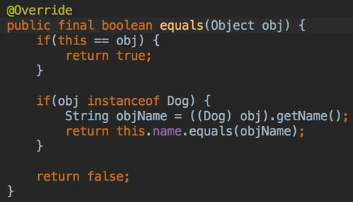 @Override
public final boolean equals(Object obj) {
    if(this == obj) {
        return true;
    }

    if(obj instanceof Dog) {
        String objName = ((Dog) obj).getName();
        return this.name.equals(objName);
    }

    return false;
}